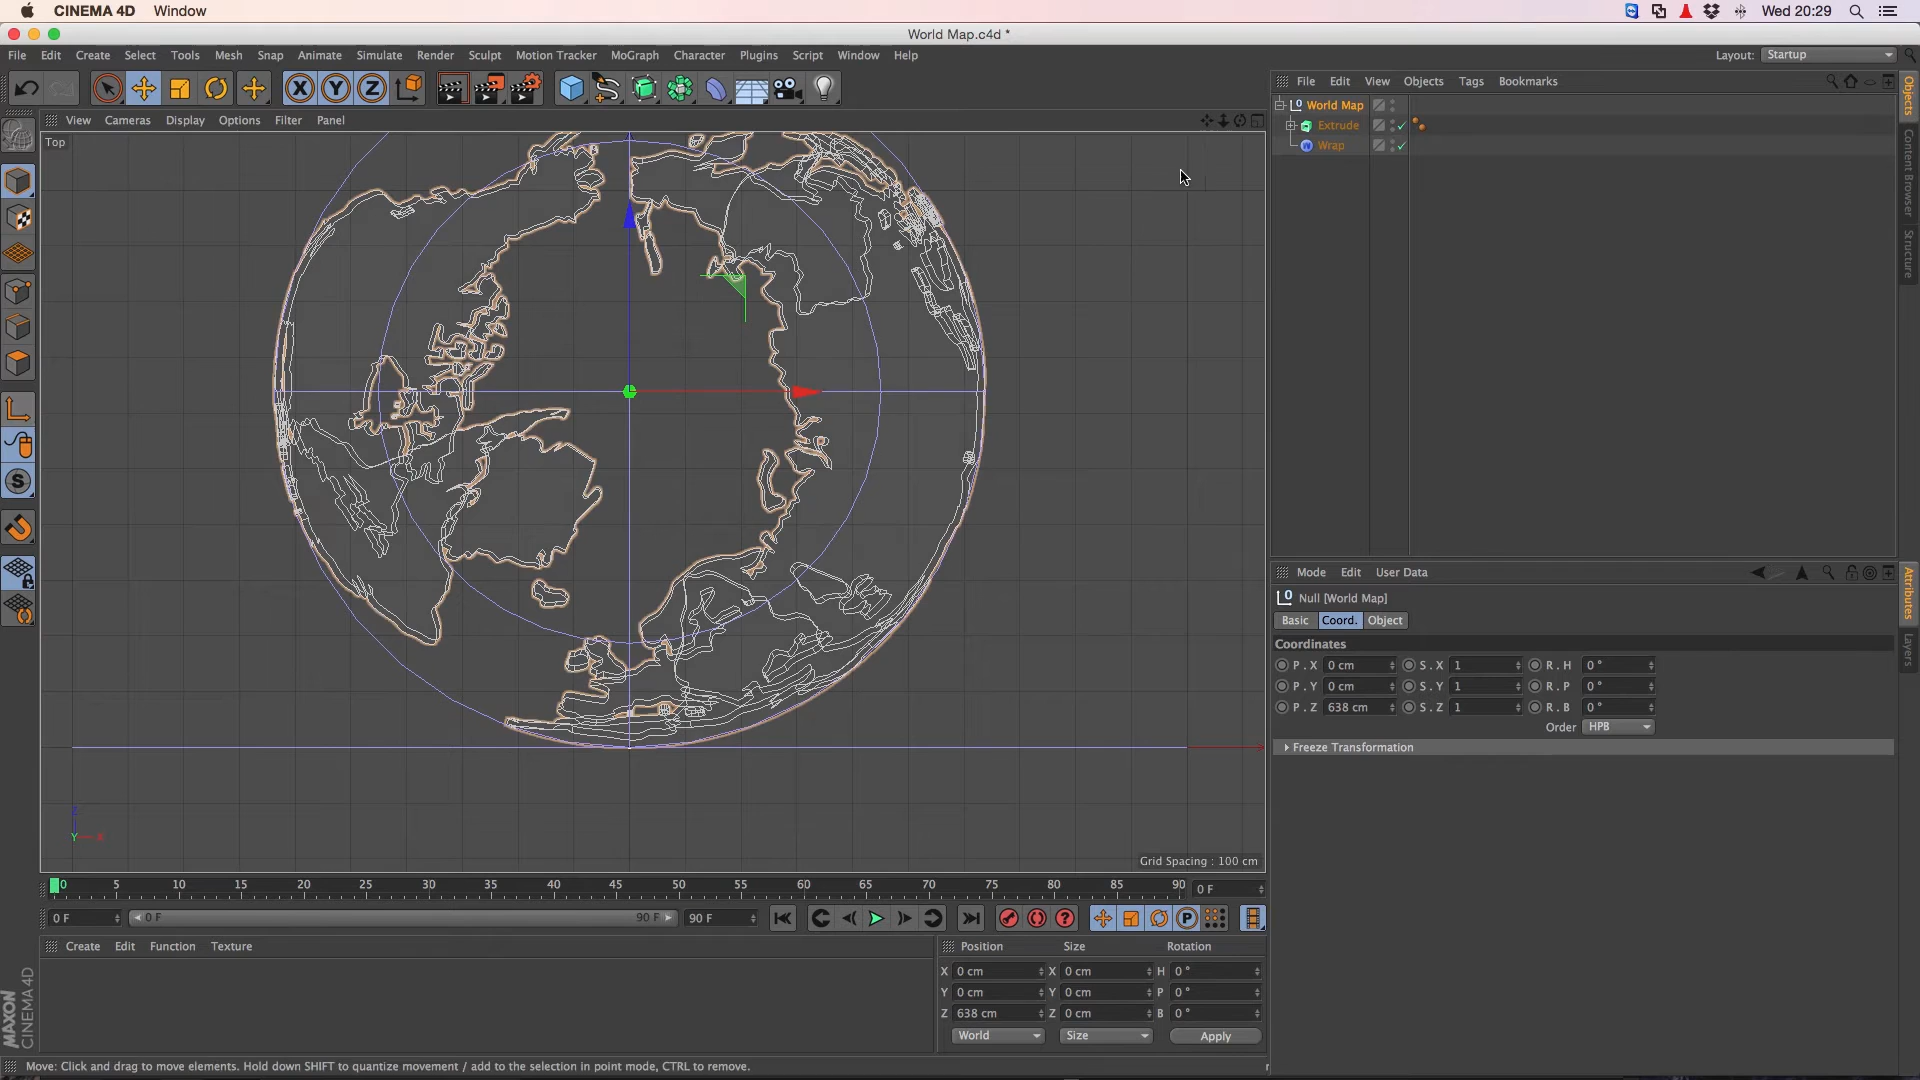 CINEMA 4D Window Wed 20:29
World Map.c4d *
File Edit Create Select Tools Mesh Snap Animate Simulate Render Sculpt Motion Tracker MoGraph Character Plugins Script Window Help Layout: Startup
X Y Z
File Edit View Objects Tags Bookmarks
Objects
Content Browser
Structure
World Map
Extrude
Wrap
View Cameras Display Options Filter Panel
Top
S
Z
Y X
Grid Spacing : 100 cm
Mode Edit User Data
Attributes
Layers
Null [World Map]
Basic Coord. Object
Coordinates
P . X 0 cm S . X 1 R . H 0 °
P . Y 0 cm S . Y 1 R . P 0 °
P . Z 638 cm S . Z 1 R . B 0 °
Order HPB
Freeze Transformation
0 5 10 15 20 25 30 35 40 45 50 55 60 65 70 75 80 85 90 0 F
0 F 0 F 90 F 90 F
Create Edit Function Texture
Position Size Rotation
X 0 cm X 0 cm H 0 °
Y 0 cm Y 0 cm P 0 °
Z 638 cm Z 0 cm B 0 °
World Size Apply
MAXON
CINEMA 4D
Move: Click and drag to move elements. Hold down SHIFT to quantize movement / add to the selection in point mode, CTRL to remove.